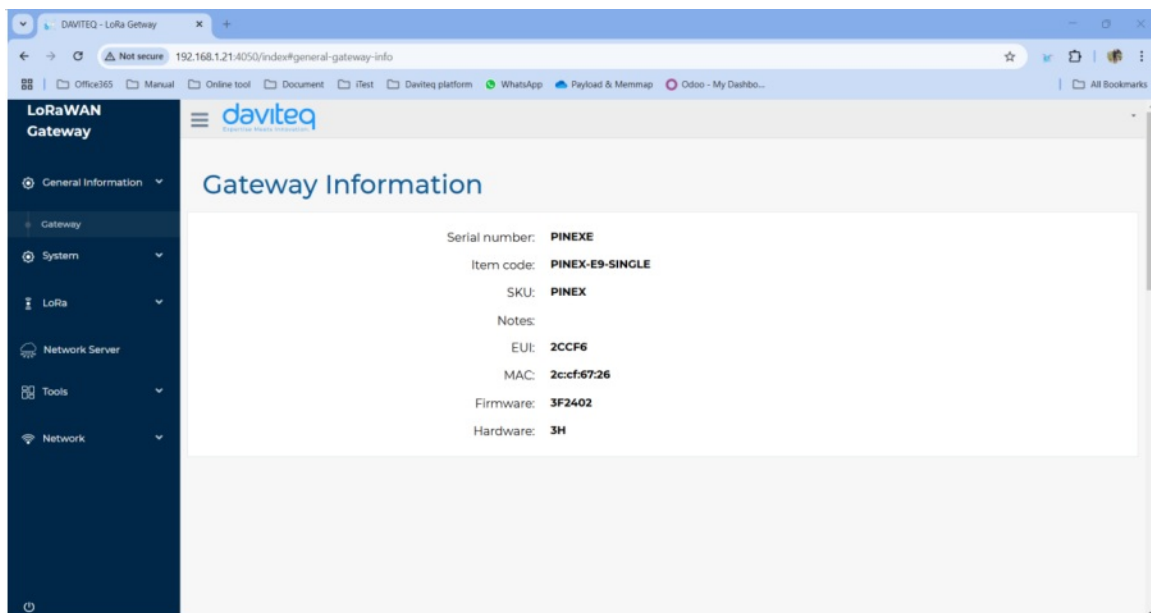 DAVITEQ - LoRa Getway
Not secure 192.168.1.21:4050/index#general-gateway-info
Office365 Manual Online tool Document iTest Daviteq platform WhatsApp Payload & Memmap Odoo - My Dashbo... All Bookmarks
LoRaWAN
Gateway
daviteq
Expertise Meets Innovation.
General Information
Gateway
System
LoRa
Network Server
Tools
Network
Gateway Information
Serial number: PINEXE
Item code: PINEX-E9-SINGLE
SKU: PINEX
Notes:
EUI: 2CCF6
MAC: 2c:cf:67:26
Firmware: 3F2402
Hardware: 3H